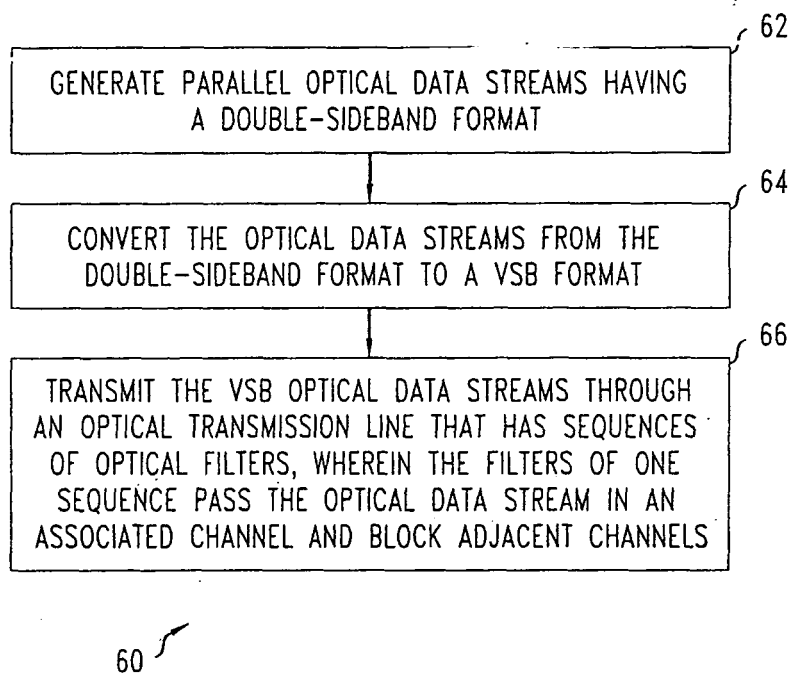 62
GENERATE PARALLEL OPTICAL DATA STREAMS HAVING
A DOUBLE-SIDEBAND FORMAT
64
CONVERT THE OPTICAL DATA STREAMS FROM THE
DOUBLE-SIDEBAND FORMAT TO A VSB FORMAT
66
TRANSMIT THE VSB OPTICAL DATA STREAMS THROUGH
AN OPTICAL TRANSMISSION LINE THAT HAS SEQUENCES
OF OPTICAL FILTERS, WHEREIN THE FILTERS OF ONE
SEQUENCE PASS THE OPTICAL DATA STREAM IN AN
ASSOCIATED CHANNEL AND BLOCK ADJACENT CHANNELS
60